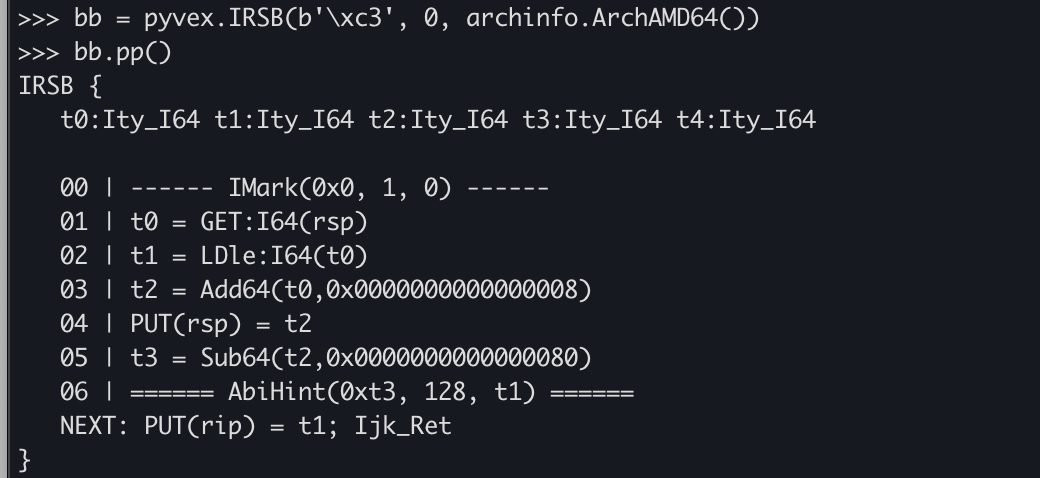 >>> bb = pyvex.IRSB(b'\xc3', 0, archinfo.ArchAMD64())
>>> bb.pp()
IRSB {
   t0:Ity_I64 t1:Ity_I64 t2:Ity_I64 t3:Ity_I64 t4:Ity_I64

   00 | ------ IMark(0x0, 1, 0) ------
   01 | t0 = GET:I64(rsp)
   02 | t1 = LDle:I64(t0)
   03 | t2 = Add64(t0,0x0000000000000008)
   04 | PUT(rsp) = t2
   05 | t3 = Sub64(t2,0x0000000000000080)
   06 | ====== AbiHint(0xt3, 128, t1) ======
   NEXT: PUT(rip) = t1; Ijk_Ret
}